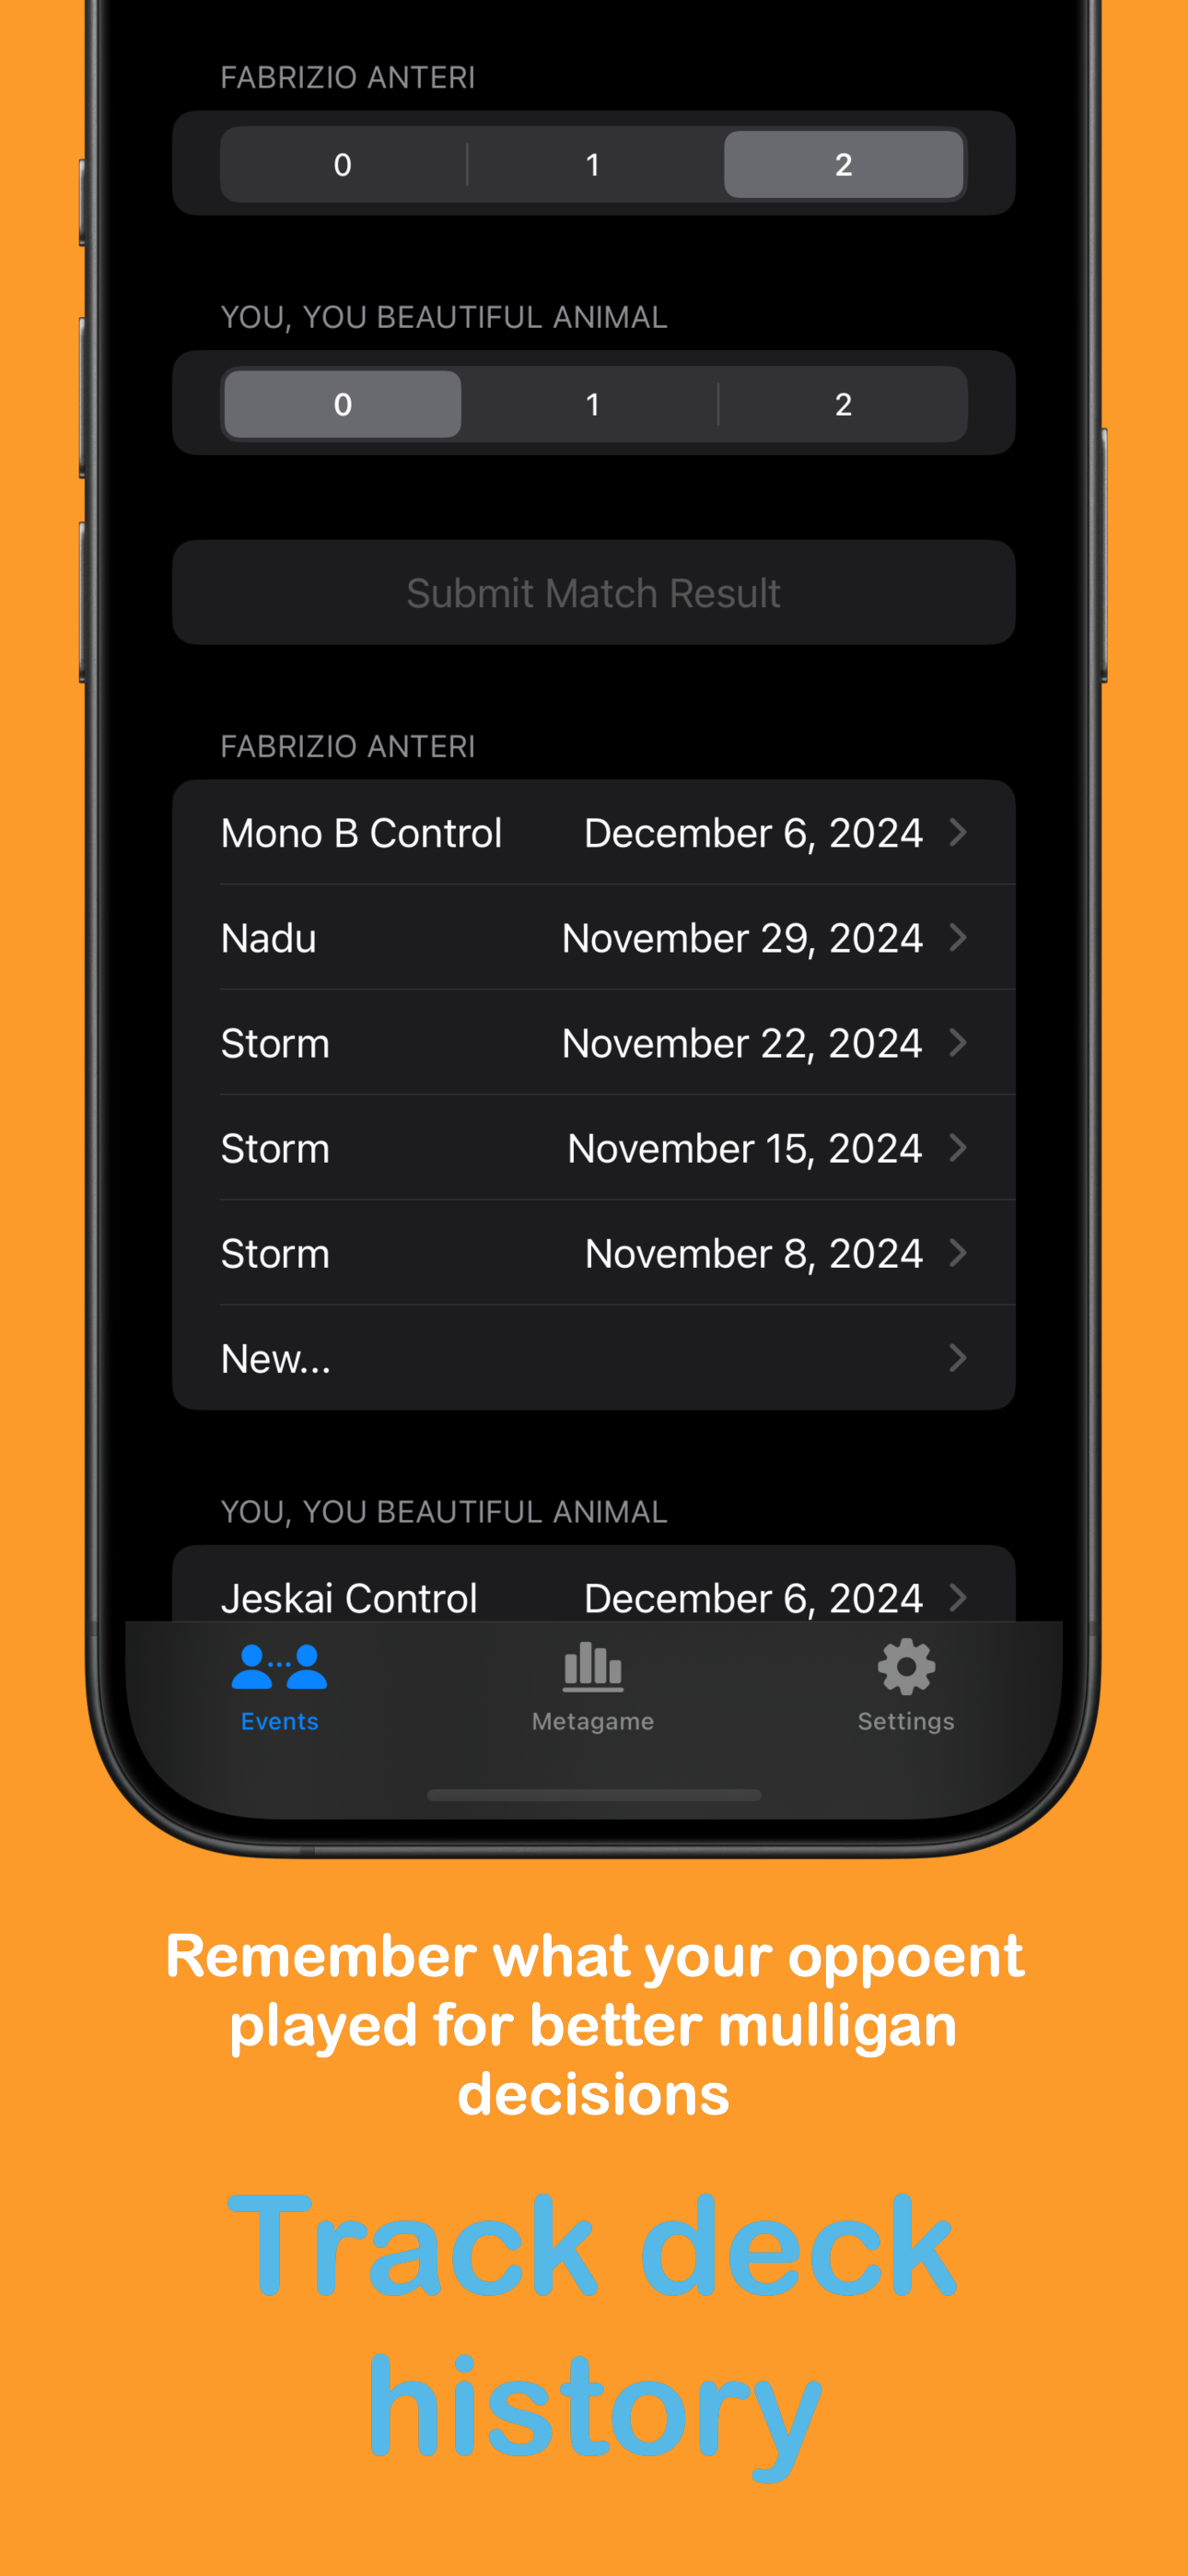 FABRIZIO ANTERI
0 1 2
YOU, YOU BEAUTIFUL ANIMAL
0 1 2
Submit Match Result
FABRIZIO ANTERI
Mono B Control December 6, 2024
Nadu November 29, 2024
Storm November 22, 2024
Storm November 15, 2024
Storm November 8, 2024
New...
YOU, YOU BEAUTIFUL ANIMAL
Jeskai Control December 6, 2024
Events Metagame Settings
Remember what your oppoent
played for better mulligan
decisions
Track deck
history